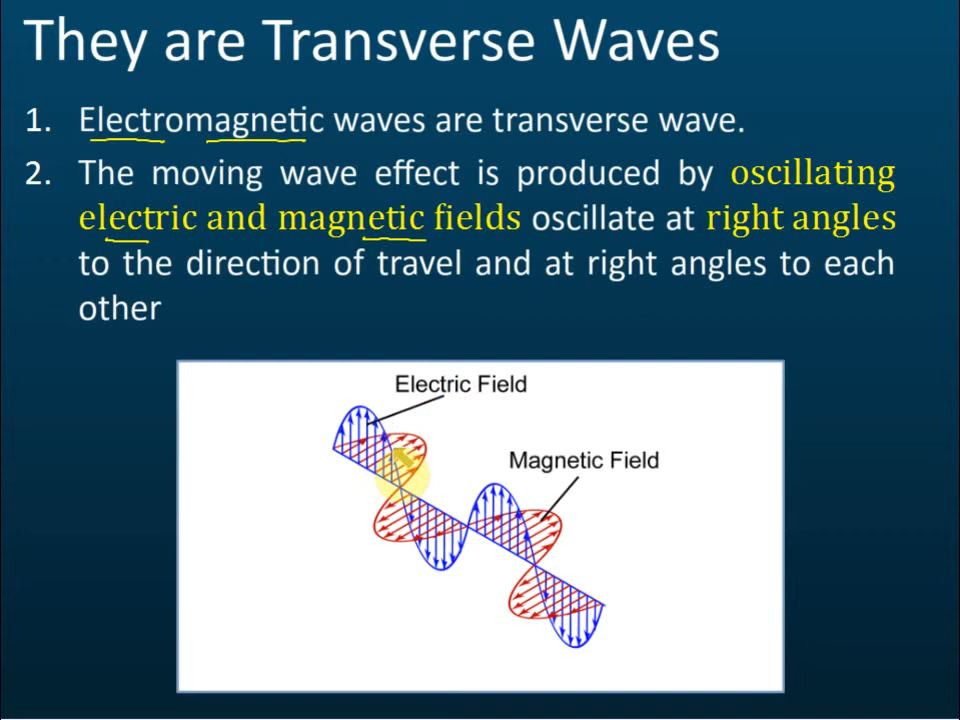 They are Transverse Waves
1. Electromagnetic waves are transverse wave.
2. The moving wave effect is produced by oscillating
electric and magnetic fields oscillate at right angles
to the direction of travel and at right angles to each
other
Electric Field
Magnetic Field